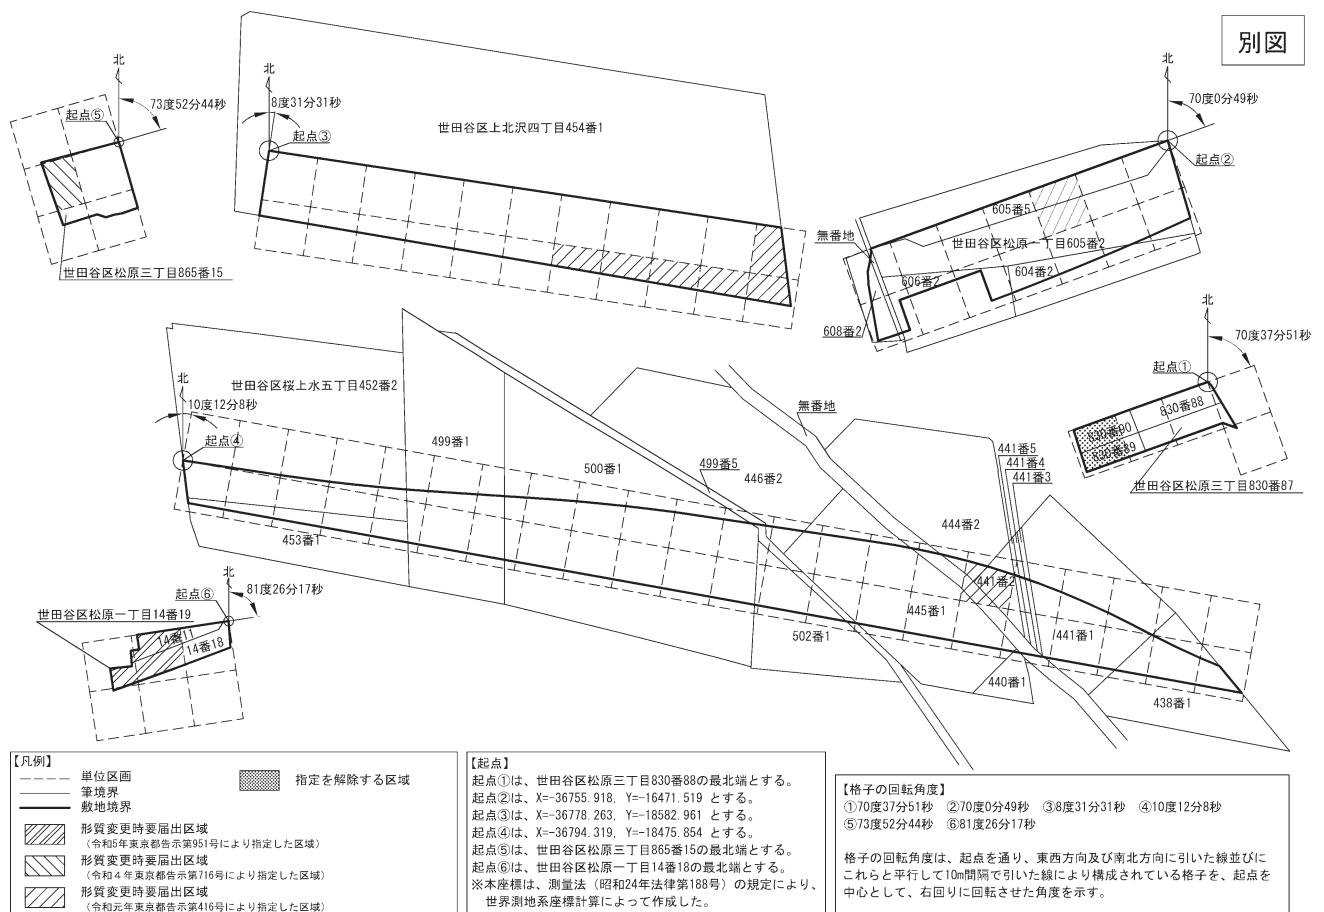 別図
北
73度52分44秒
起点⑤
世田谷区松原三丁目865番15
北
8度31分31秒
起点③
世田谷区上北沢四丁目454番1
北
70度0分49秒
起点②
605番5
無番地
世田谷区松原一丁目605番2
606番2
604番2
608番2
北
70度37分51秒
起点①
830番88
830番90
830番89
世田谷区松原三丁目830番87
世田谷区桜上水五丁目452番2
北
10度12分8秒
起点④
499番1
500番1
499番5
446番2
無番地
441番5
441番4
441番3
444番2
453番1
441番2
445番1
502番1
441番1
440番1
438番1
北
81度26分17秒
起点⑥
世田谷区松原一丁目14番19
14番11
14番18
【凡例】
単位区画
筆境界
敷地境界
指定を解除する区域
形質変更時要届出区域
（令和5年東京都告示第951号により指定した区域）
形質変更時要届出区域
（令和４年東京都告示第716号により指定した区域）
形質変更時要届出区域
（令和元年東京都告示第416号により指定した区域）
【起点】
起点①は、世田谷区松原三丁目830番88の最北端とする。
起点②は、X=-36755.918, Y=-16471.519 とする。
起点③は、X=-36778.263, Y=-18582.961 とする。
起点④は、X=-36794.319, Y=-18475.854 とする。
起点⑤は、世田谷区松原三丁目865番15の最北端とする。
起点⑥は、世田谷区松原一丁目14番18の最北端とする。
※本座標は、測量法（昭和24年法律第188号）の規定により、
世界測地系座標計算によって作成した。
【格子の回転角度】
①70度37分51秒　②70度0分49秒　③8度31分31秒　④10度12分8秒
⑤73度52分44秒　⑥81度26分17秒
格子の回転角度は、起点を通り、東西方向及び南北方向に引いた線並びに
これらと平行して10m間隔で引いた線により構成されている格子を、起点を
中心として、右回りに回転させた角度を示す。